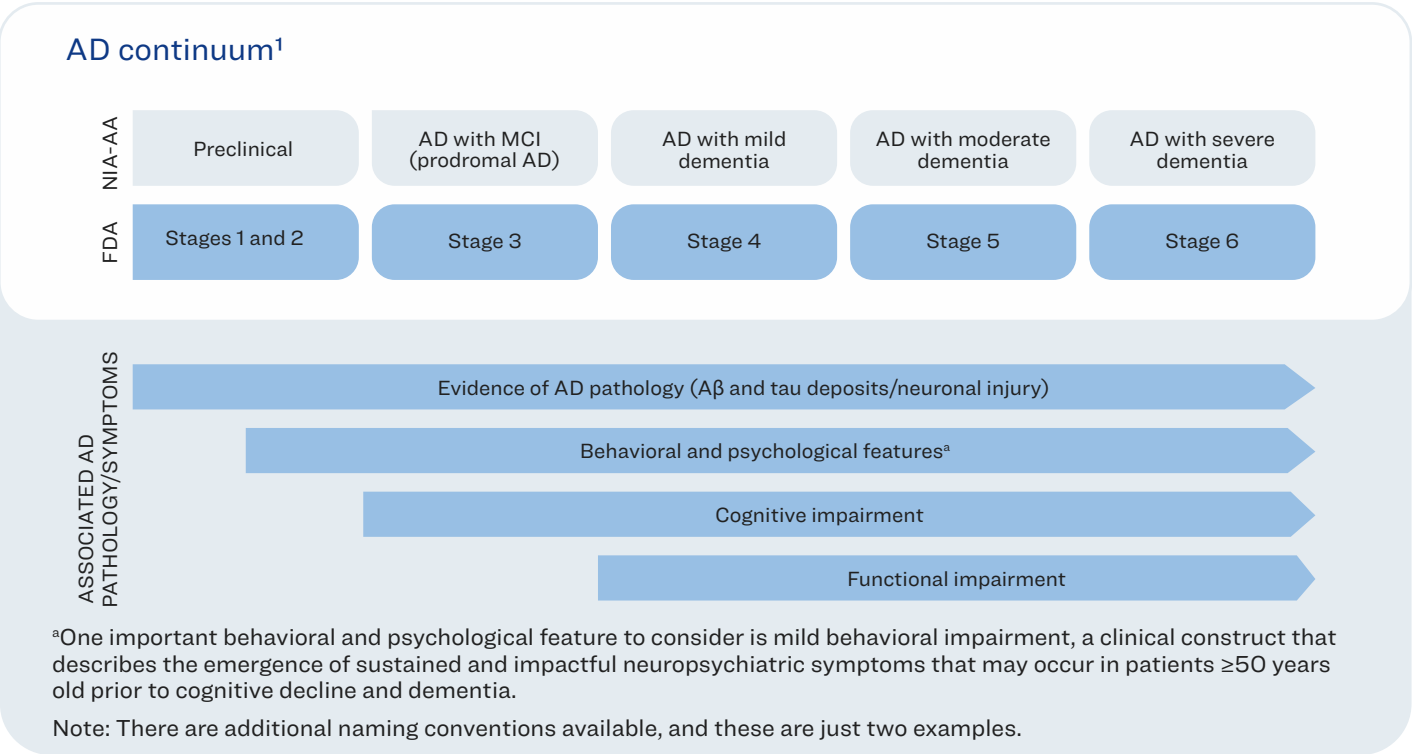 AD continuum¹
NIA-AA
Preclinical
AD with MCI
(prodromal AD)
AD with mild
dementia
AD with moderate
dementia
AD with severe
dementia
FDA
Stages 1 and 2
Stage 3
Stage 4
Stage 5
Stage 6
ASSOCIATED AD
PATHOLOGY/SYMPTOMS
Evidence of AD pathology (Aβ and tau deposits/neuronal injury)
Behavioral and psychological featuresᵃ
Cognitive impairment
Functional impairment
ᵃOne important behavioral and psychological feature to consider is mild behavioral impairment, a clinical construct that
describes the emergence of sustained and impactful neuropsychiatric symptoms that may occur in patients ≥50 years
old prior to cognitive decline and dementia.
Note: There are additional naming conventions available, and these are just two examples.